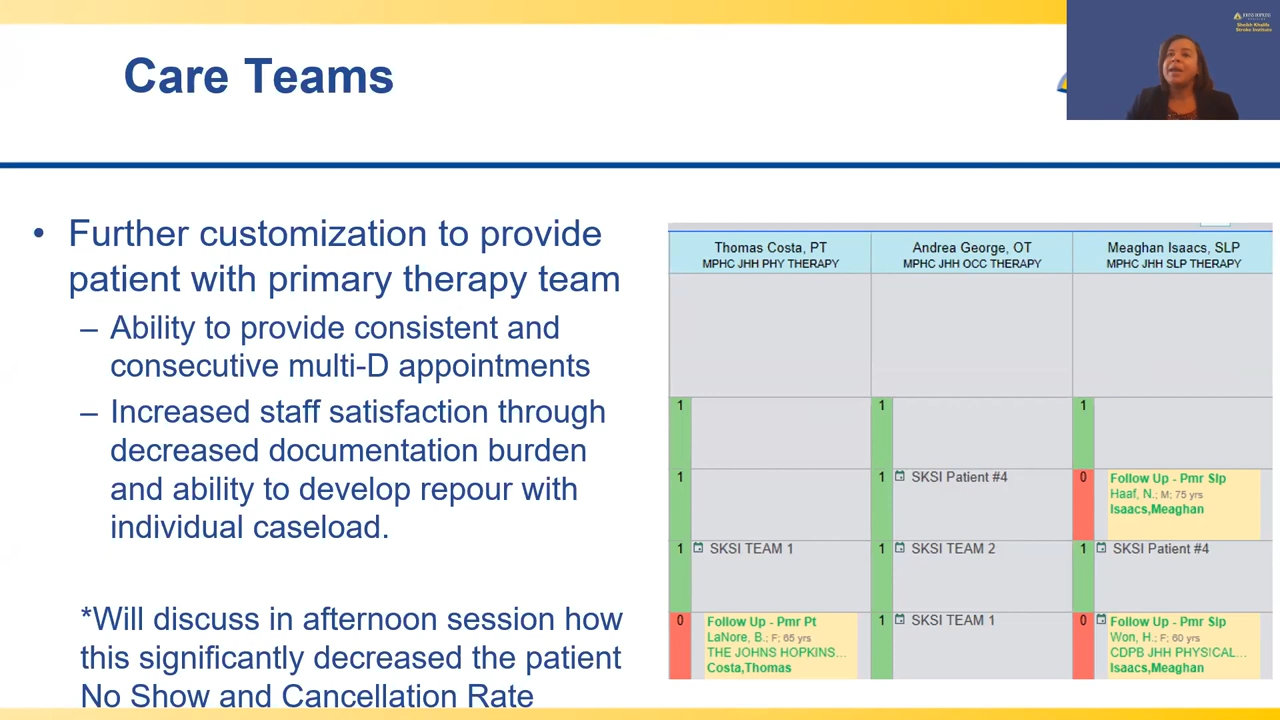 Care Teams
JOHNS HOPKINS
Sheikh Khalifa
Stroke Institute
• Further customization to provide
patient with primary therapy team
– Ability to provide consistent and
consecutive multi-D appointments
– Increased staff satisfaction through
decreased documentation burden
and ability to develop repour with
individual caseload.
*Will discuss in afternoon session how
this significantly decreased the patient
No Show and Cancellation Rate
Thomas Costa, PT
MPHC JHH PHY THERAPY
Andrea George, OT
MPHC JHH OCC THERAPY
Meaghan Isaacs, SLP
MPHC JHH SLP THERAPY
1
1
1
1
1 SKSI Patient #4
0 Follow Up - Pmr Slp
Haaf, N.; M; 75 yrs
Isaacs,Meaghan
1 SKSI TEAM 1
1 SKSI TEAM 2
1 SKSI Patient #4
0 Follow Up - Pmr Pt
LaNore, B.; F; 65 yrs
THE JOHNS HOPKINS...
Costa,Thomas
1 SKSI TEAM 1
0 Follow Up - Pmr Slp
Won, H.; F; 60 yrs
CDPB JHH PHYSICAL...
Isaacs,Meaghan